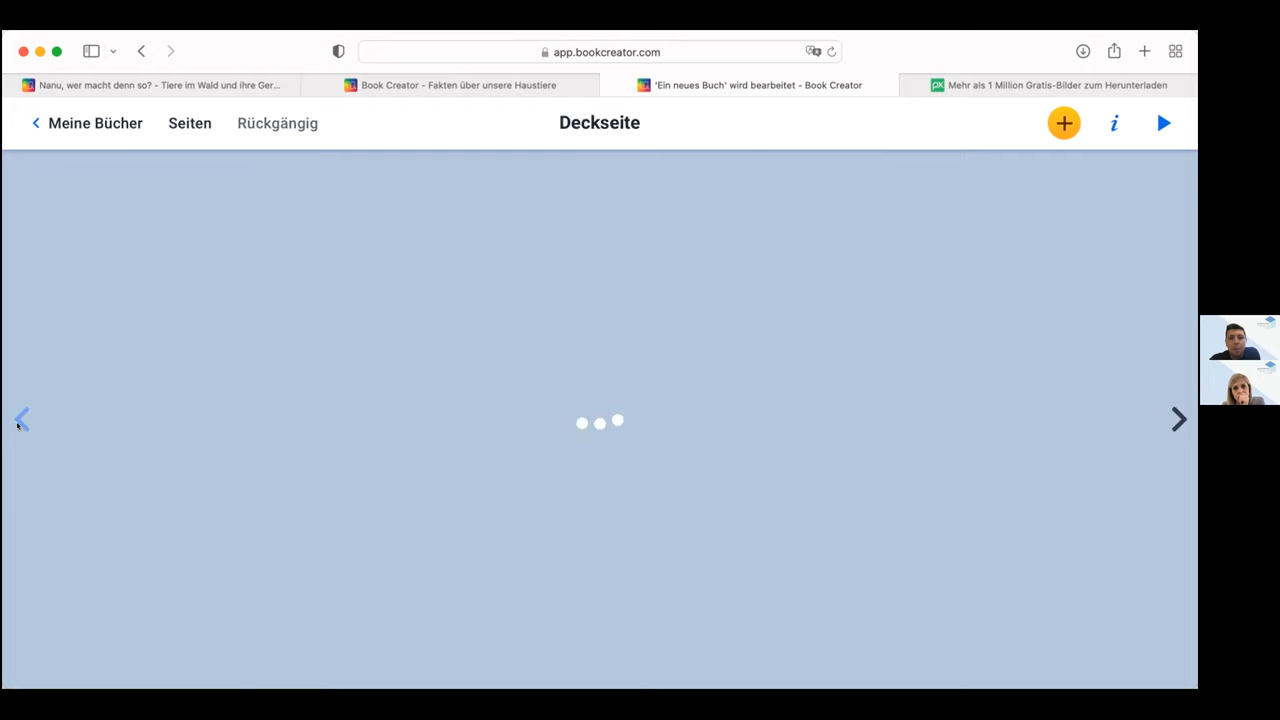 app.bookcreator.com
Nanu, wer macht denn so? - Tiere im Wald und ihre Ger...
Book Creator - Fakten über unsere Haustiere
'Ein neues Buch' wird bearbeitet - Book Creator
px
Mehr als 1 Million Gratis-Bilder zum Herunterladen
Meine Bücher
Seiten
Rückgängig
Deckseite